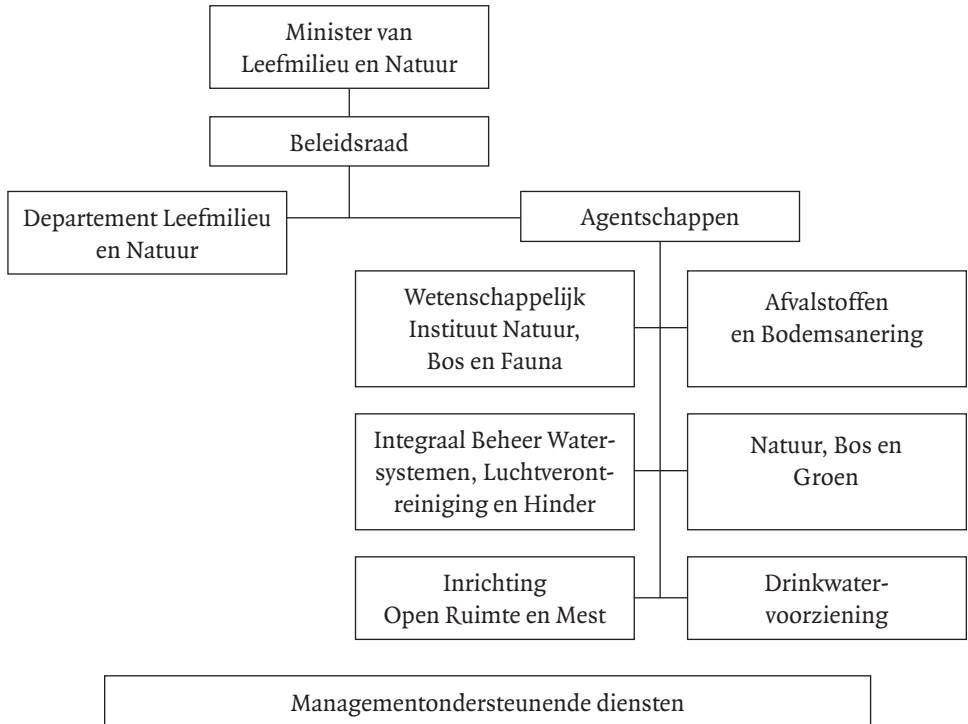 Minister van
Leefmilieu en Natuur
Beleidsraad
Departement Leefmilieu
en Natuur
Agentschappen
Wetenschappelijk
Instituut Natuur,
Bos en Fauna
Afvalstoffen
en Bodemsanering
Integraal Beheer Water-
systemen, Luchtveront-
reiniging en Hinder
Natuur, Bos en
Groen
Inrichting
Open Ruimte en Mest
Drinkwater-
voorziening
Managementondersteunende diensten